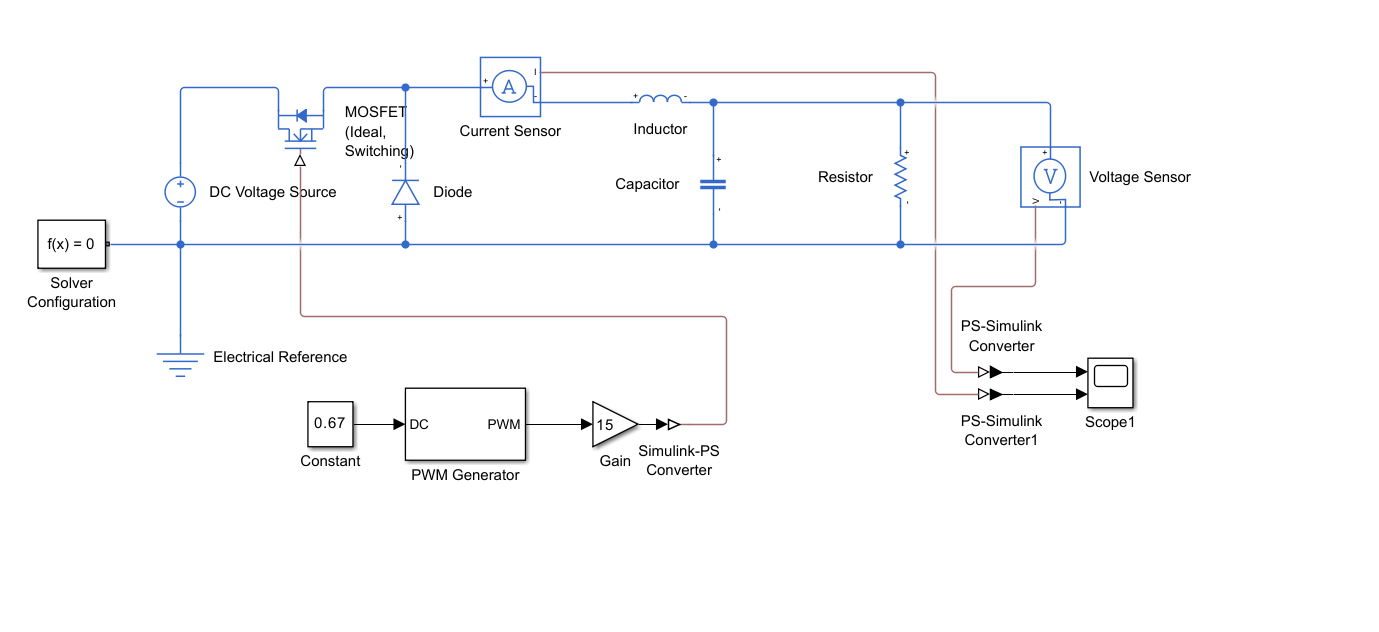 A
+
I
-
MOSFET
(Ideal,
Switching)
Current Sensor
+
-
Inductor
+
-
DC Voltage Source
-
+
Diode
+
-
Capacitor
+
-
Resistor
+
V
V
-
Voltage Sensor
f(x) = 0
Solver
Configuration
Electrical Reference
0.67
Constant
DC
PWM
PWM Generator
15
Gain
Simulink-PS
Converter
PS-Simulink
Converter
PS-Simulink
Converter1
Scope1